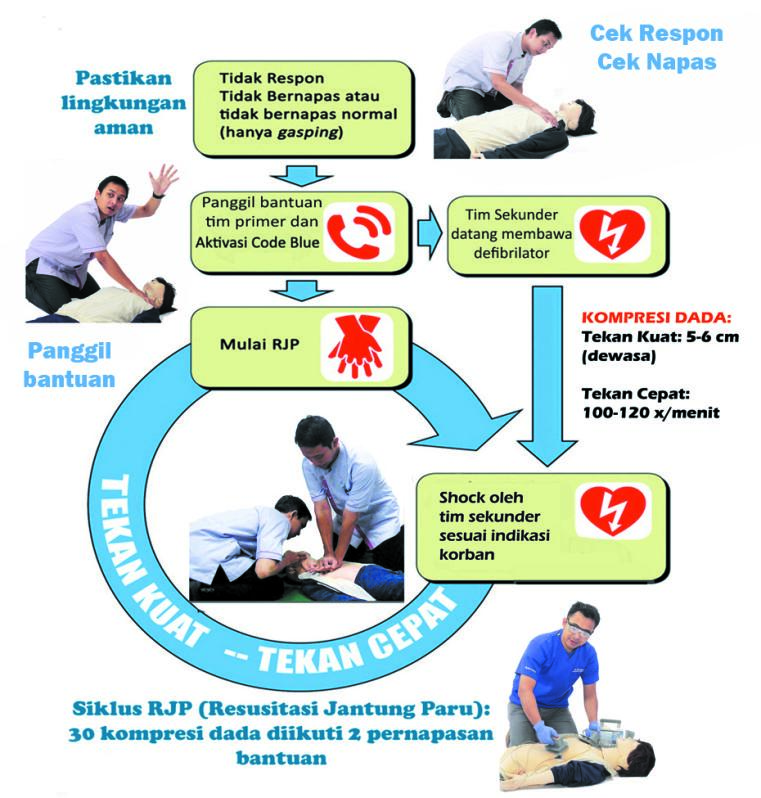 Cek Respon
Cek Napas
Pastikan
lingkungan
aman
Tidak Respon
Tidak Bernapas atau
tidak bernapas normal
(hanya gasping)
Panggil bantuan
tim primer dan
Aktivasi Code Blue
Tim Sekunder
datang membawa
defibrilator
Panggil
bantuan
Mulai RJP
KOMPRESI DADA:
Tekan Kuat: 5-6 cm
(dewasa)
Tekan Cepat:
100-120 x/menit
Shock oleh
tim sekunder
sesuai indikasi
korban
TEKAN KUAT -- TEKAN CEPAT
Siklus RJP (Resusitasi Jantung Paru):
30 kompresi dada diikuti 2 pernapasan
bantuan